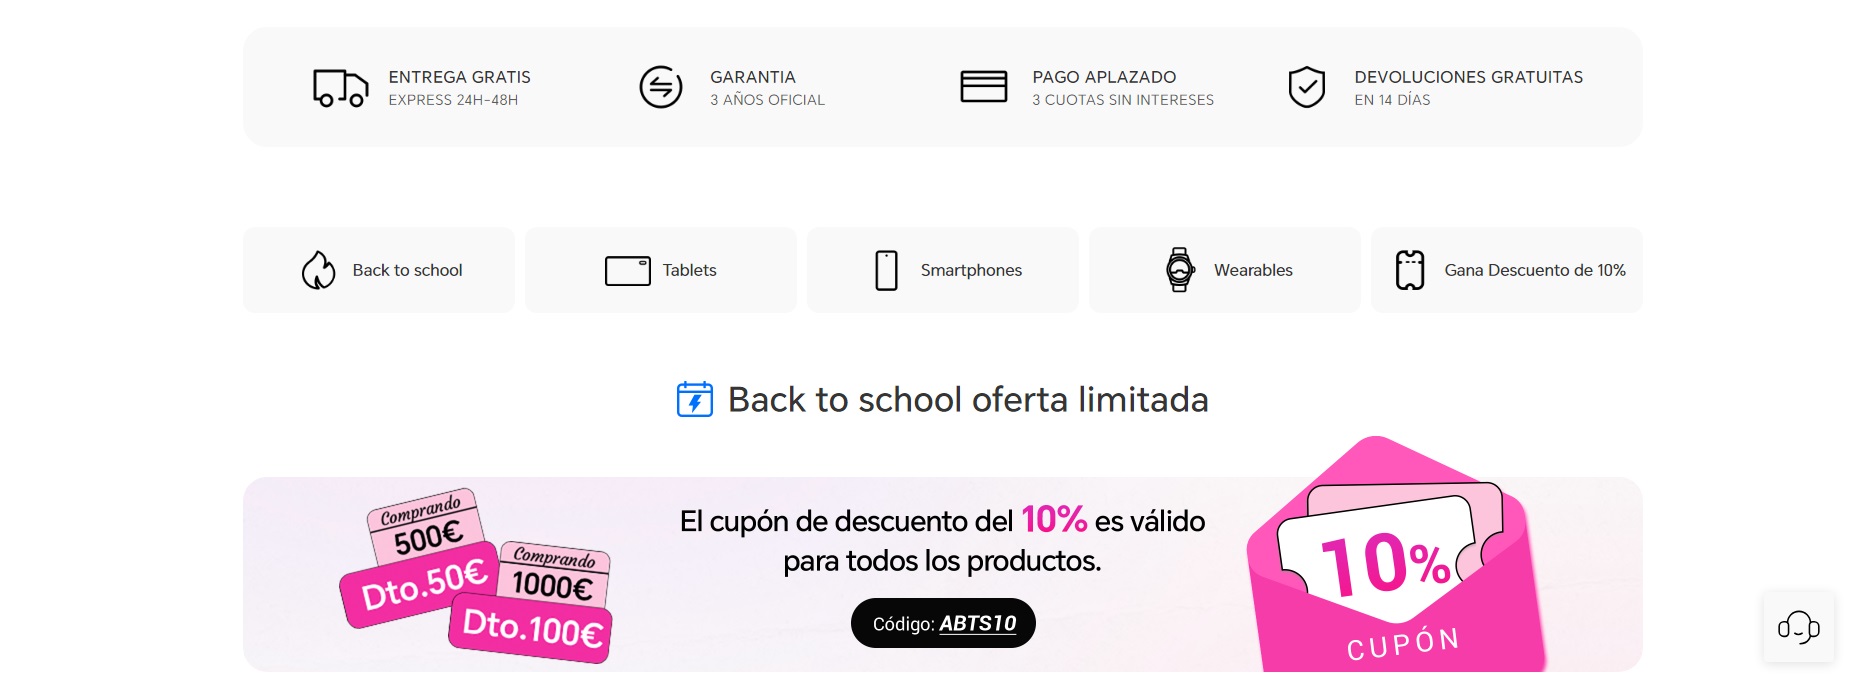 ENTREGA GRATIS
EXPRESS 24H-48H
GARANTIA
3 AÑOS OFICIAL
PAGO APLAZADO
3 CUOTAS SIN INTERESES
DEVOLUCIONES GRATUITAS
EN 14 DÍAS
Back to school
Tablets
Smartphones
Wearables
Gana Descuento de 10%
Back to school oferta limitada
Comprando
500€
Dto.50€
Comprando
1000€
Dto.100€
El cupón de descuento del 10% es válido
para todos los productos.
Código: ABTS10
10%
CUPÓN